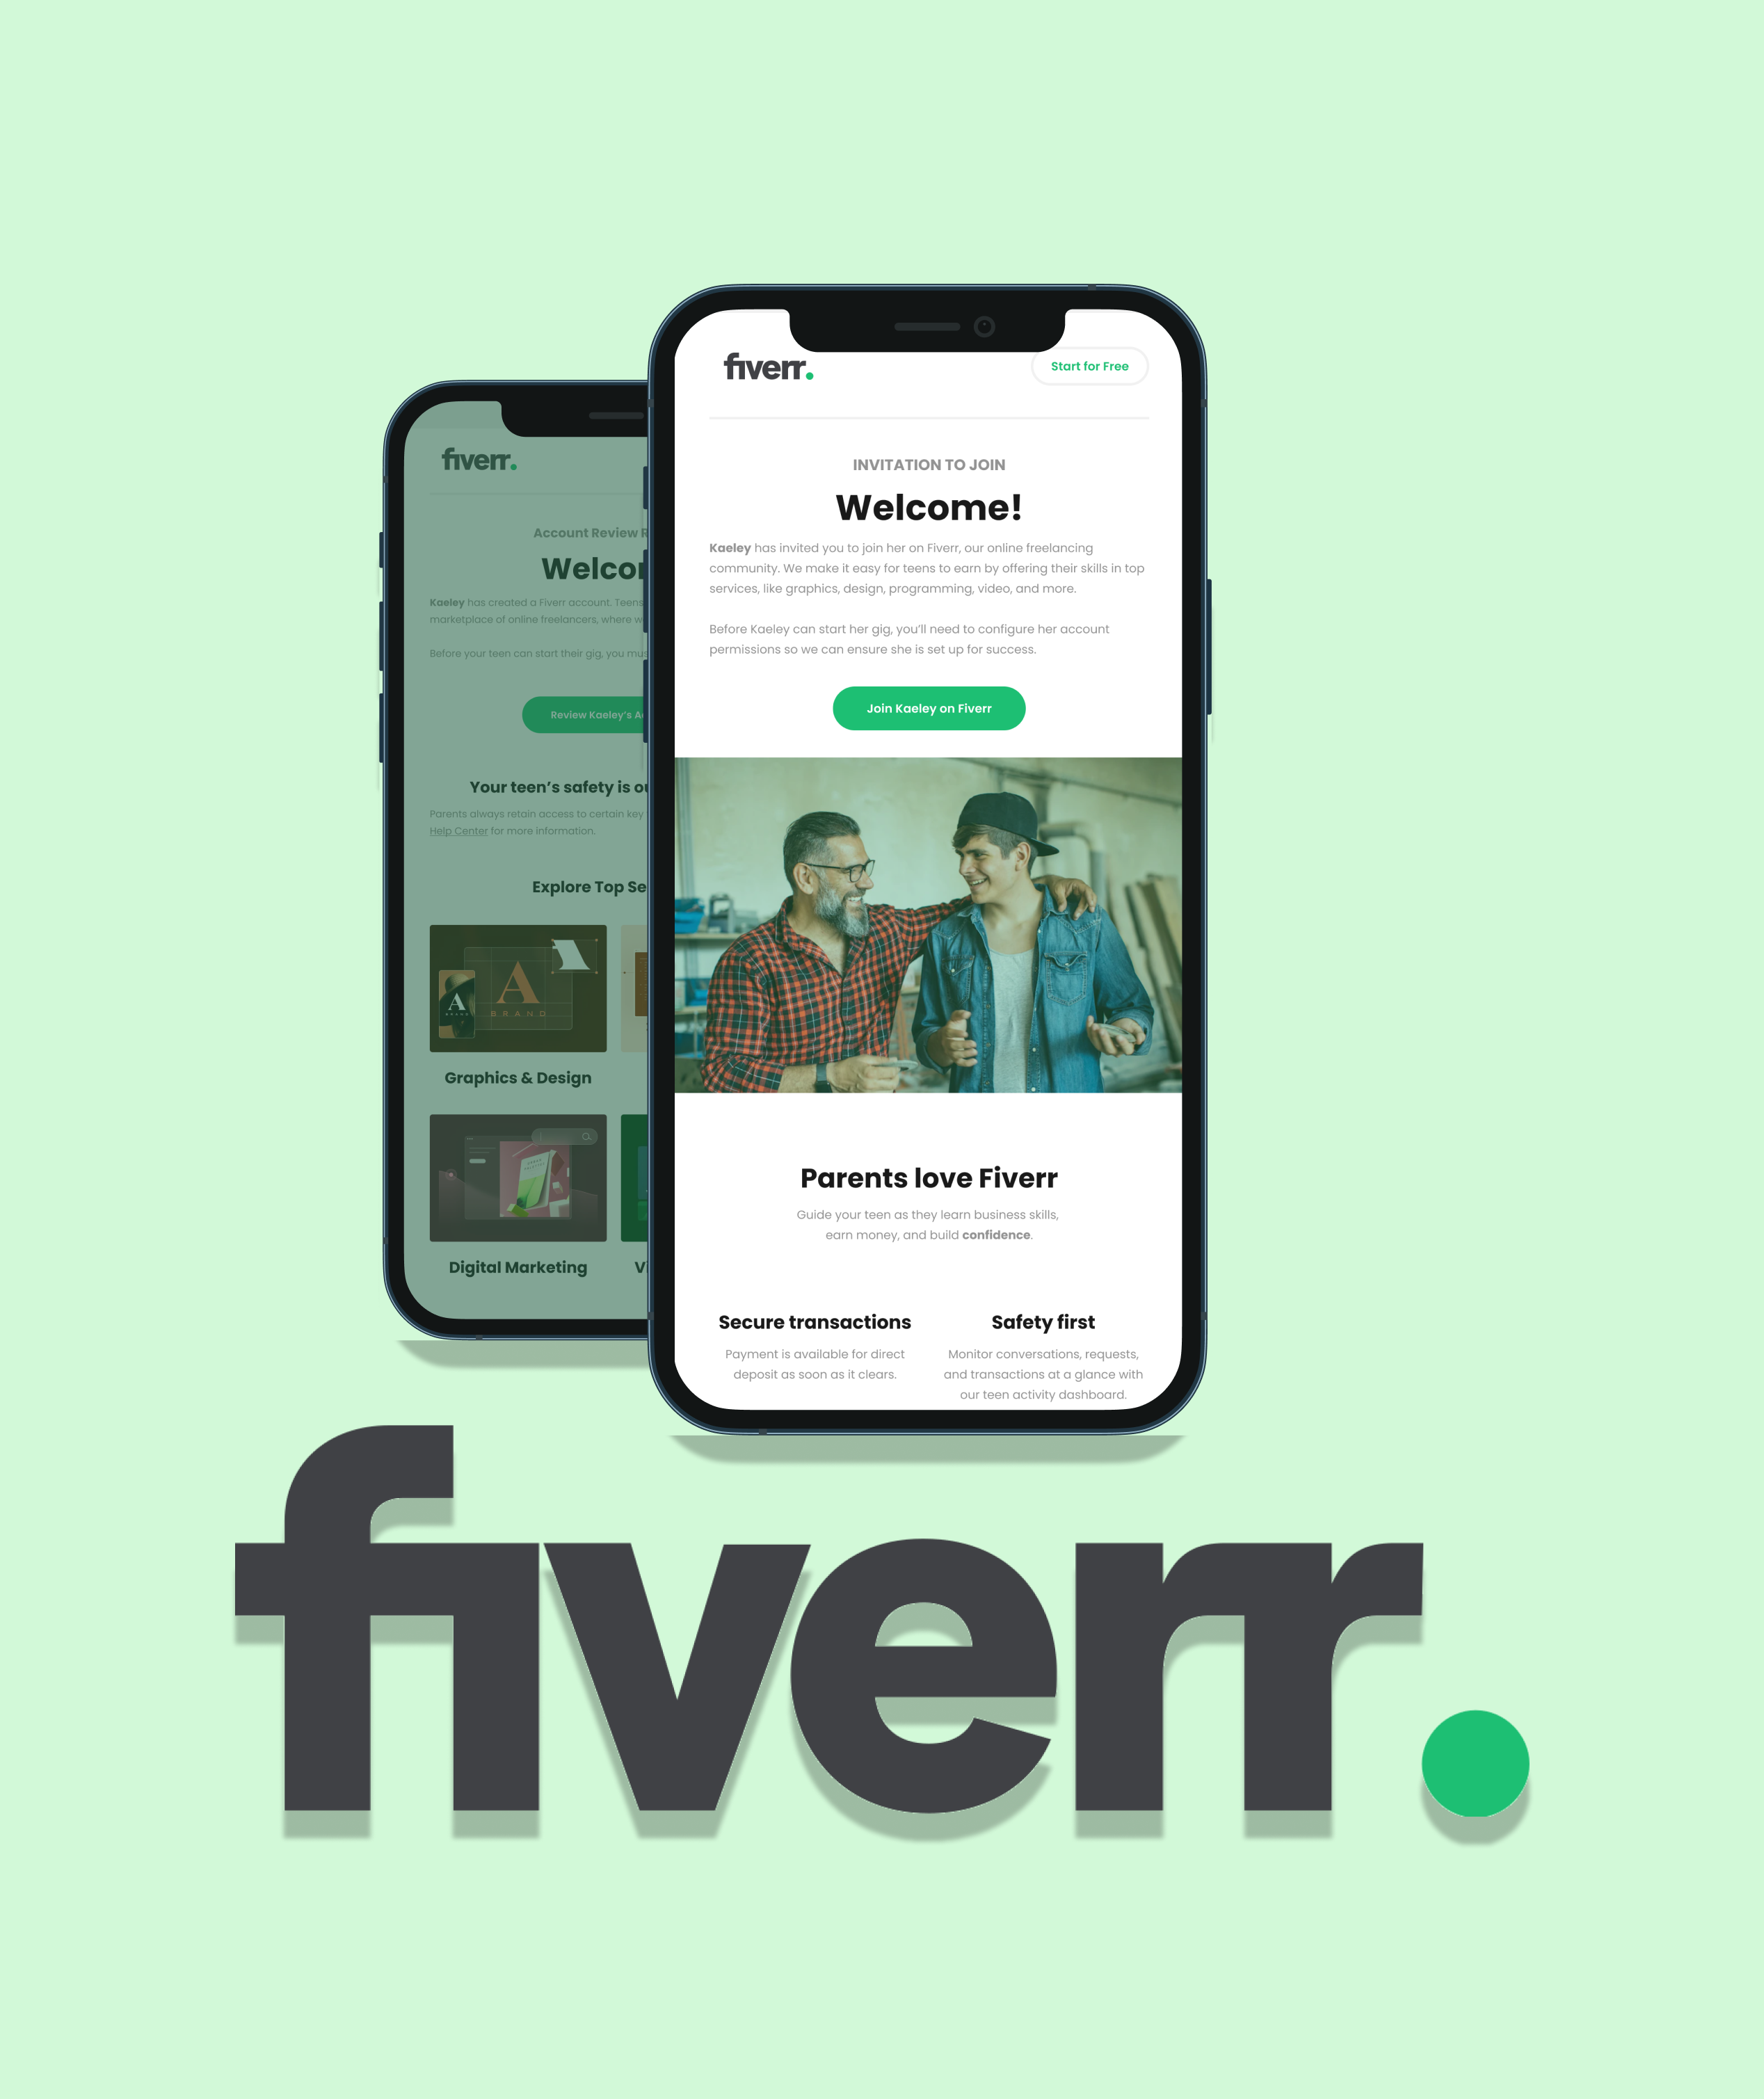 fiverr.
Account Review
Welco
Kaeley has created a Fiverr account. Teens
marketplace of online freelancers, where
Before your teen can start their gig, you
Review Kaeley's
Your teen's safety is
Parents always retain access to certain key
Help Center for more information.
Explore Top Se
A
BRAND
A
BRAND
Graphics & Design
Digital Marketing
fiverr.
Start for Free
INVITATION TO JOIN
Welcome!
Kaeley has invited you to join her on Fiverr, our online freelancing
community. We make it easy for teens to earn by offering their skills in top
services, like graphics, design, programming, video, and more.
Before Kaeley can start her gig, you'll need to configure her account
permissions so we can ensure she is set up for success.
Join Kaeley on Fiverr
Parents love Fiverr
Guide your teen as they learn business skills,
earn money, and build confidence.
Secure transactions
Payment is available for direct
deposit as soon as it clears.
Safety first
Monitor conversations, requests,
and transactions at a glance with
our teen activity dashboard.
fiverr.